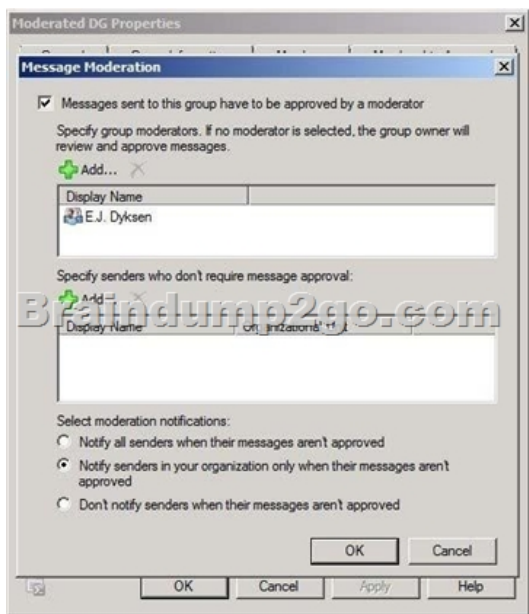 Moderated DG Properties
Message Moderation
Messages sent to this group have to be approved by a moderator
Specify group moderators. If no moderator is selected, the group owner will
review and approve messages.
Add...
Display Name
E.J. Dyksen
Specify senders who don't require message approval:
Add...
Braindump2go.com
Display Name
Select moderation notifications:
Notify all senders when their messages aren't approved
Notify senders in your organization only when their messages aren't
approved
Don't notify senders when their messages aren't approved
OK Cancel
OK Cancel Apply Help